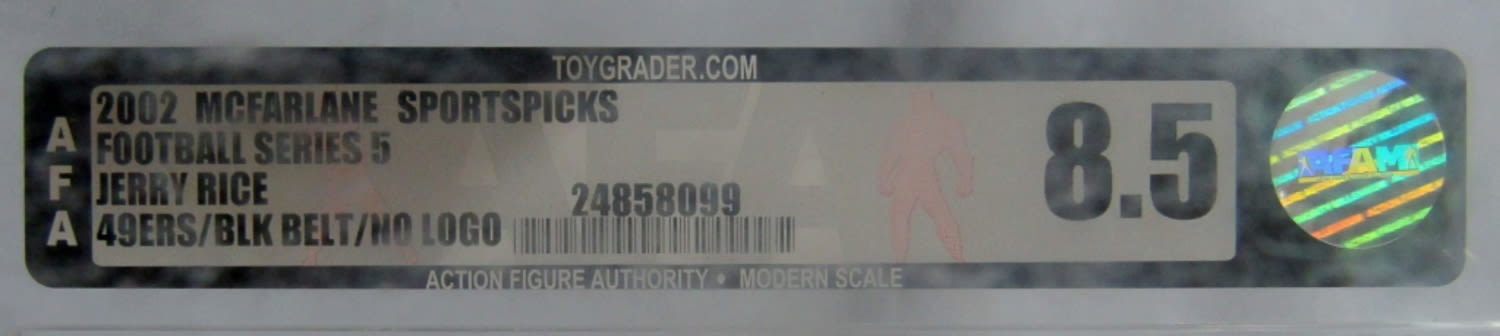 TOYGRADER.COM
2002 MCFARLANE SPORTSPICKS
FOOTBALL SERIES 5
JERRY RICE
49ERS/BLK BELT/NO LOGO
24858099
8.5
AFA
ACTION FIGURE AUTHORITY • MODERN SCALE